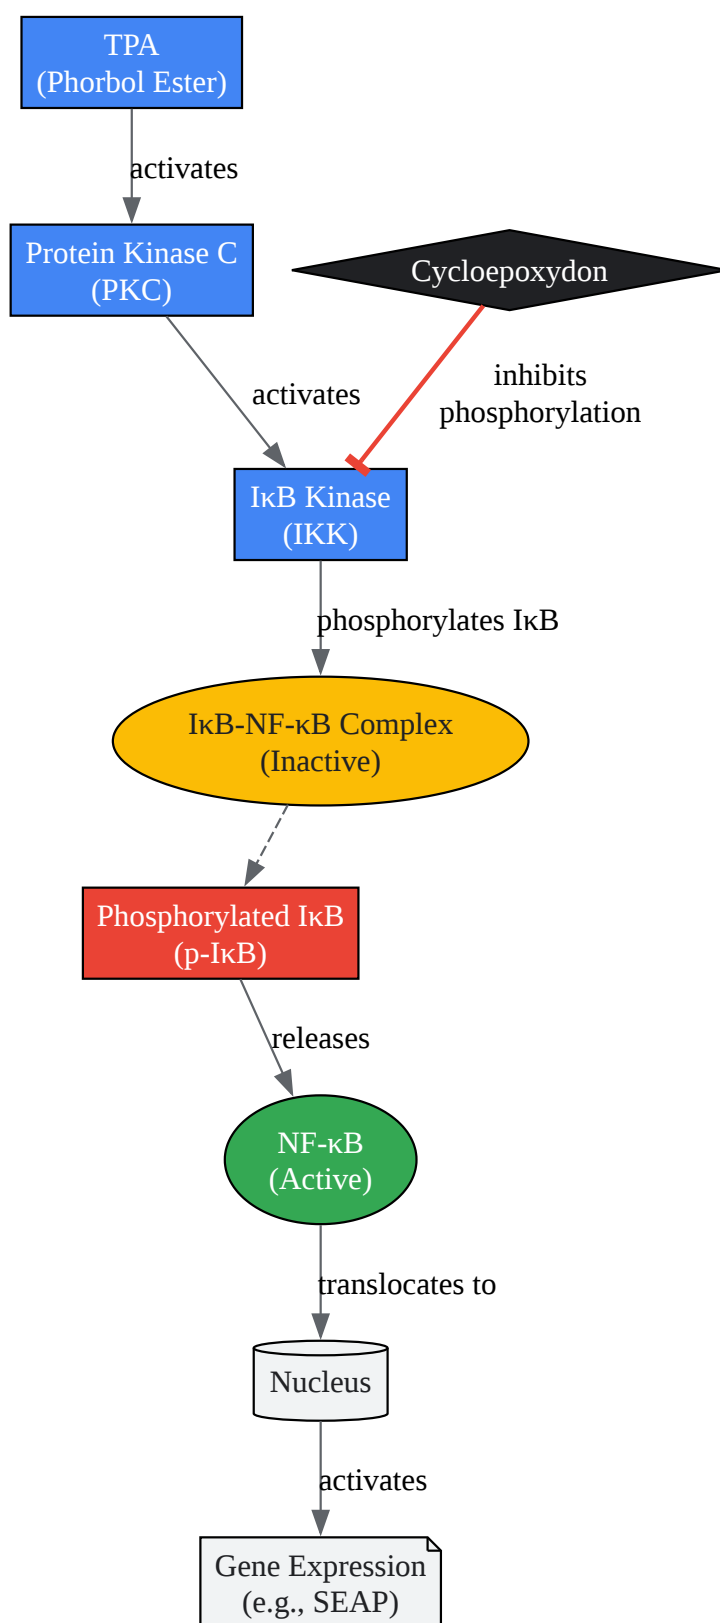 TPA
(Phorbol Ester)
activates
Protein Kinase C
(PKC)
Cycloepoxydon
activates
inhibits
phosphorylation
IκB Kinase
(IKK)
phosphorylates IκB
IκB-NF-κB Complex
(Inactive)
Phosphorylated IκB
(p-IκB)
releases
NF-κB
(Active)
translocates to
Nucleus
activates
Gene Expression
(e.g., SEAP)